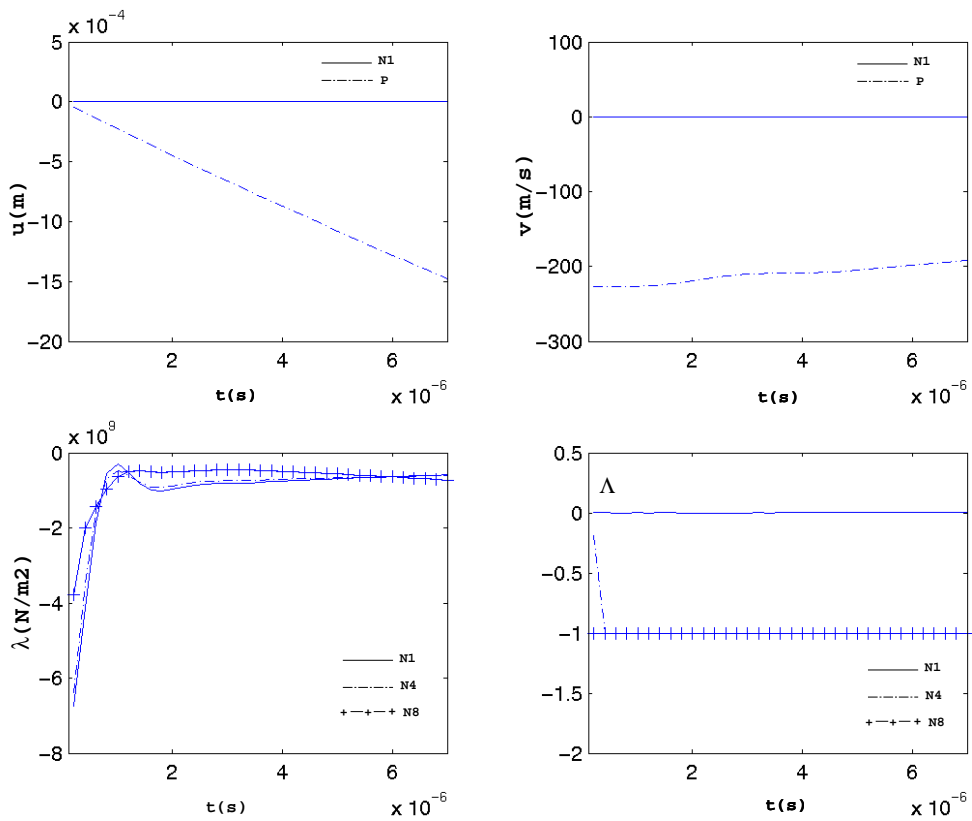 x 10⁻⁴
5
0
−5
−10
−15
−20
u(m)
N1
P
2 4 6
t(s) x 10⁻⁶
100
0
−100
−200
−300
v(m/s)
N1
P
2 4 6
t(s) x 10⁻⁶
x 10⁹
0
−2
−4
−6
−8
λ(N/m2)
N1
N4
N8
2 4 6
t(s) x 10⁻⁶
0.5
0
−0.5
−1
−1.5
−2
Λ
N1
N4
N8
2 4 6
t(s) x 10⁻⁶